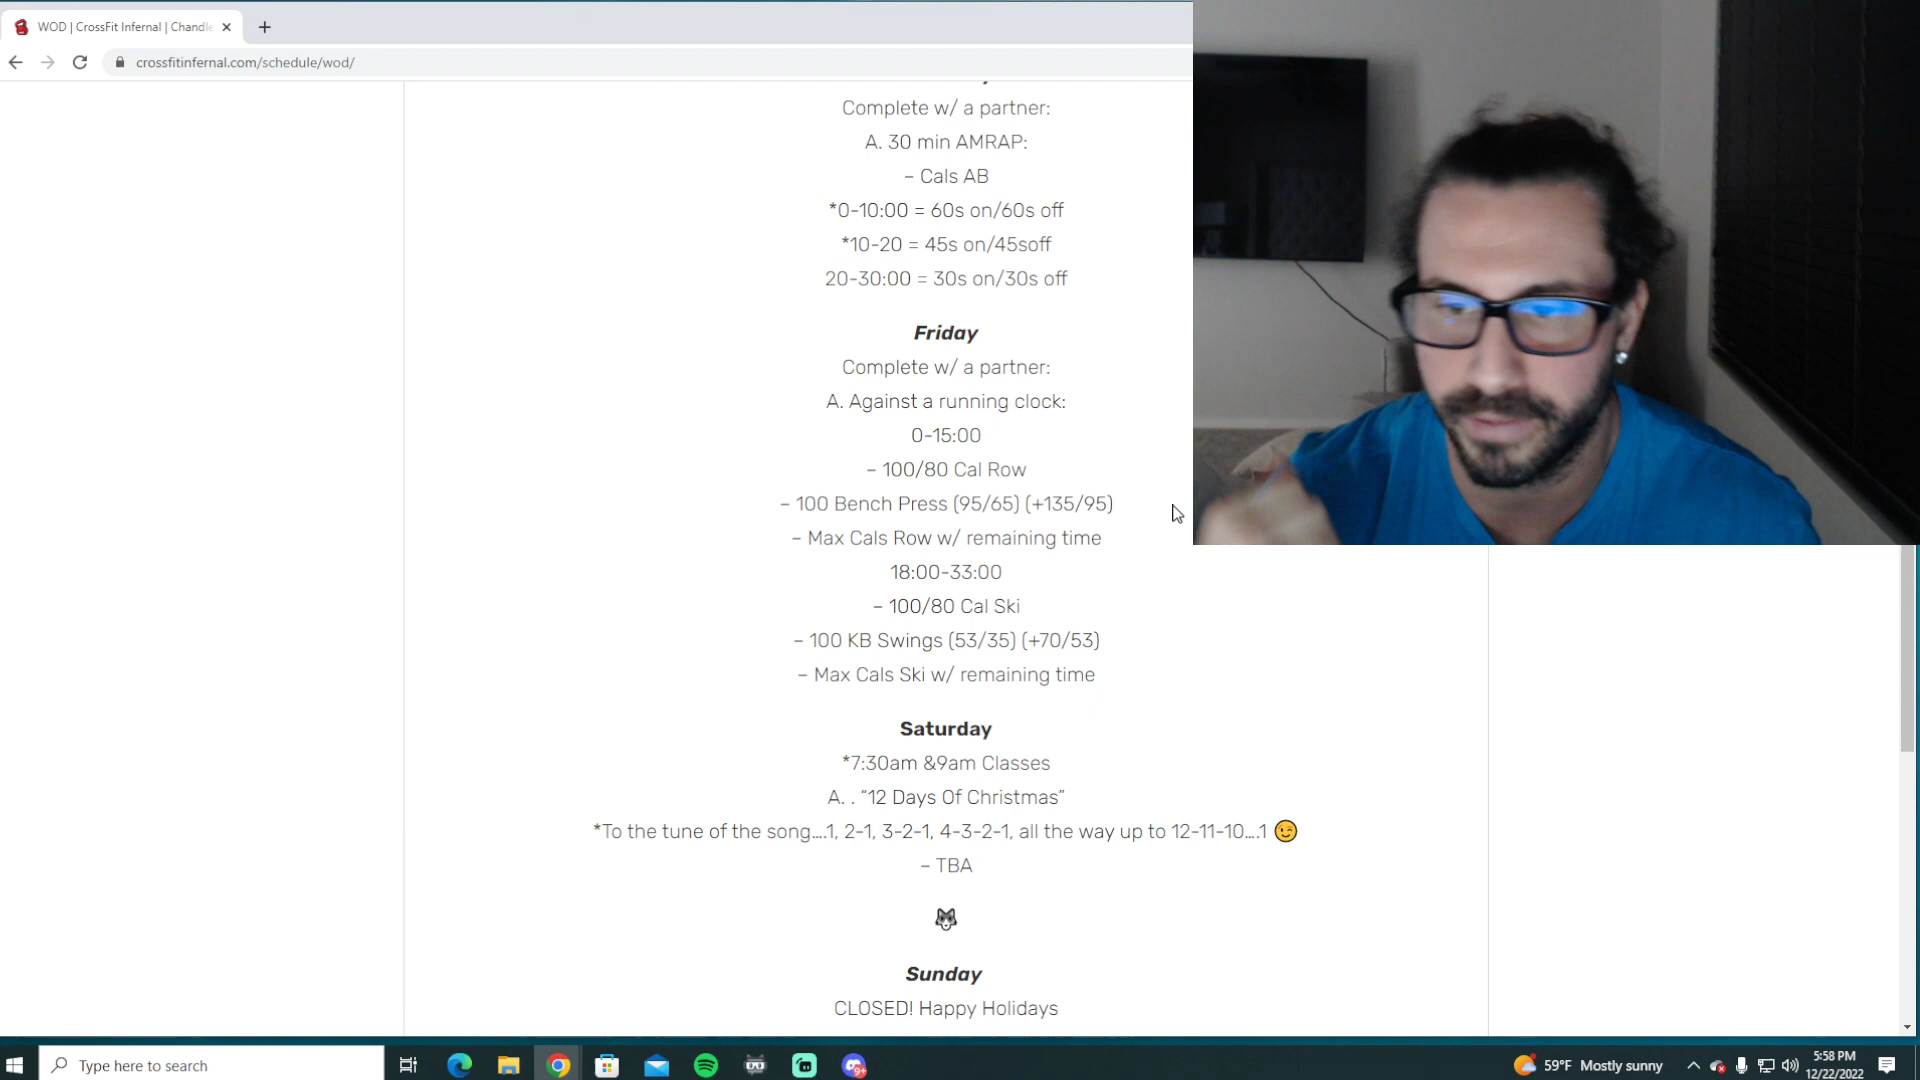 WOD | CrossFit Infernal | Chandle
crossfitinfernal.com/schedule/wod/
Complete w/ a partner:
A. 30 min AMRAP:
– Cals AB
*0-10:00 = 60s on/60s off
*10-20 = 45s on/45soff
20-30:00 = 30s on/30s off
Friday
Complete w/ a partner:
A. Against a running clock:
0-15:00
– 100/80 Cal Row
– 100 Bench Press (95/65) (+135/95)
– Max Cals Row w/ remaining time
18:00-33:00
– 100/80 Cal Ski
– 100 KB Swings (53/35) (+70/53)
– Max Cals Ski w/ remaining time
Saturday
*7:30am &9am Classes
A. . “12 Days Of Christmas”
*To the tune of the song….1, 2-1, 3-2-1, 4-3-2-1, all the way up to 12-11-10….1 😉
– TBA
Sunday
CLOSED! Happy Holidays
Type here to search
9+
59°F Mostly sunny
5:58 PM
12/22/2022